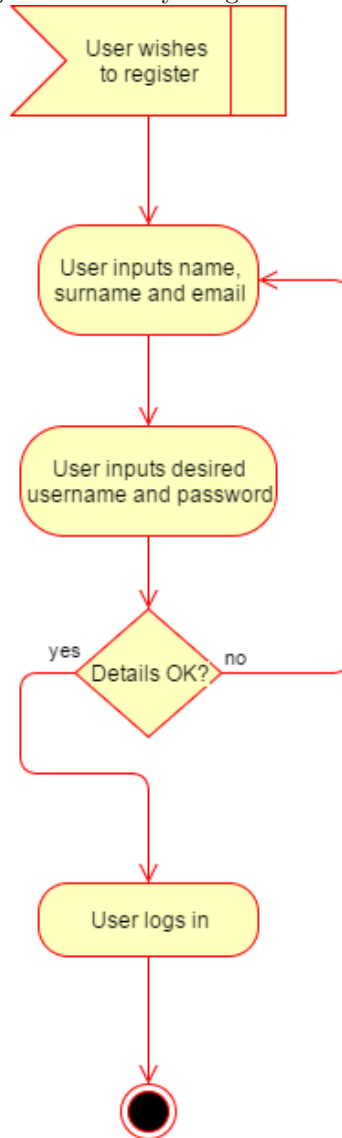 User wishes
to register
User inputs name,
surname and email
User inputs desired
username and password
yes
Details OK?
no
User logs in